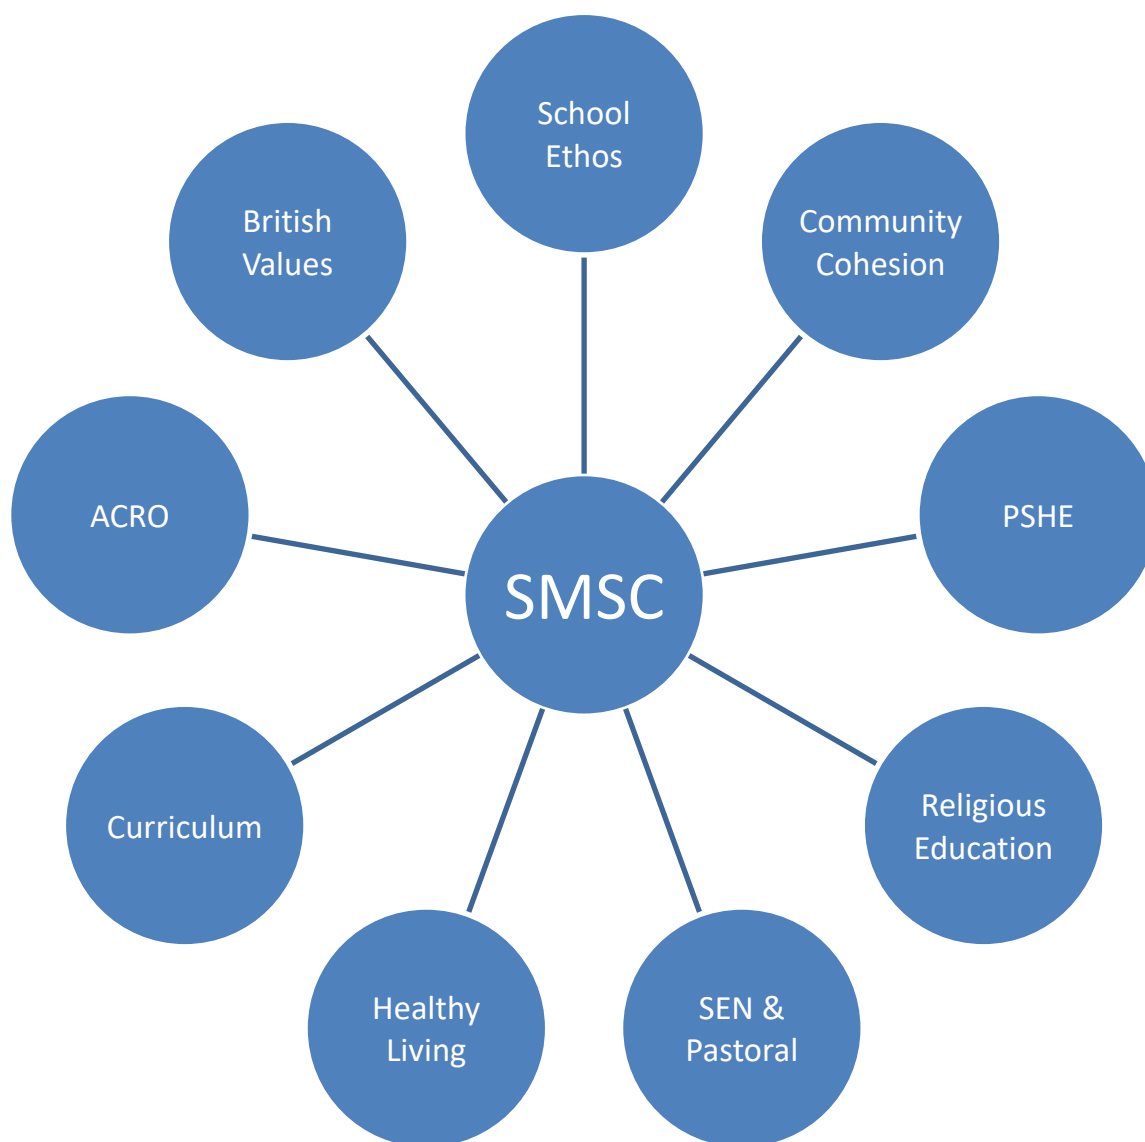 School
Ethos
British
Values
Community
Cohesion
ACRO
PSHE
SMSC
Curriculum
Religious
Education
Healthy
Living
SEN &
Pastoral